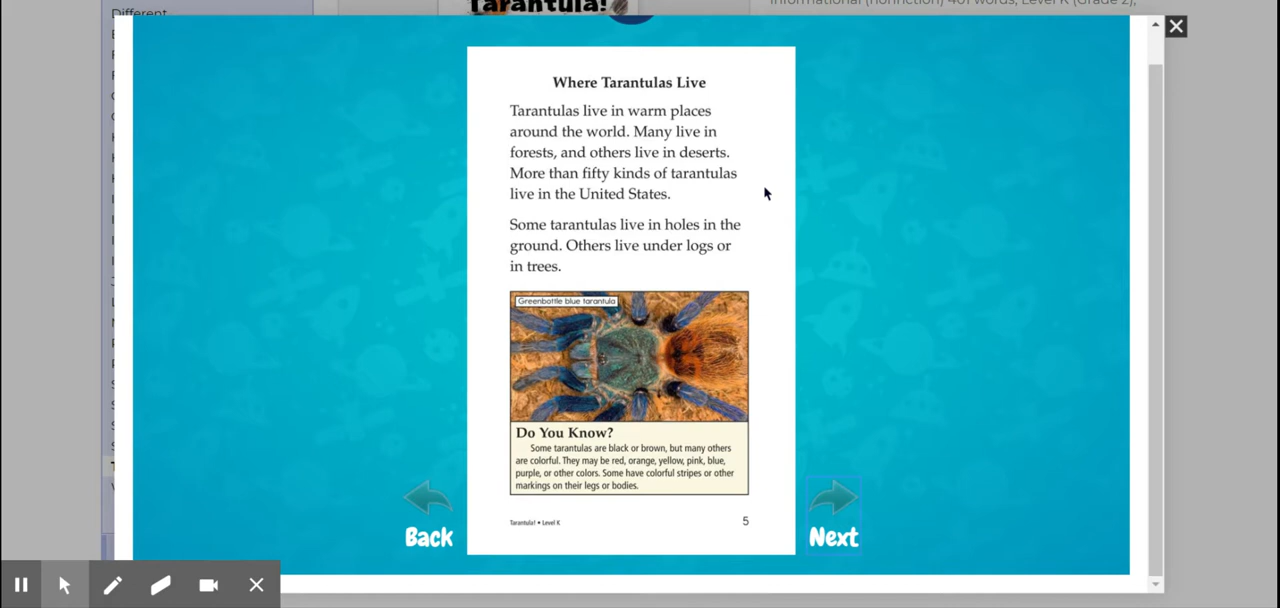 Different
Tarantula!
Informational (nonfiction) 401 words, Level K (Grade 2),
Where Tarantulas Live
Tarantulas live in warm places
around the world. Many live in
forests, and others live in deserts.
More than fifty kinds of tarantulas
live in the United States.
Some tarantulas live in holes in the
ground. Others live under logs or
in trees.
Greenbottle blue tarantula
Do You Know?
Some tarantulas are black or brown, but many others
are colorful. They may be red, orange, yellow, pink, blue,
purple, or other colors. Some have colorful stripes or other
markings on their legs or bodies.
Tarantula! • Level K
5
Back
Next